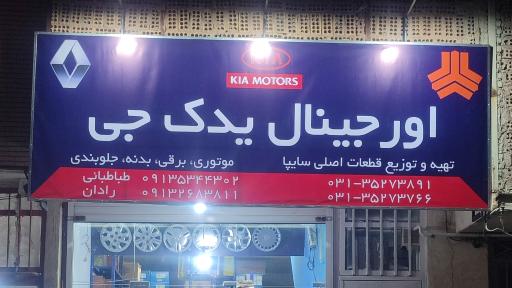 KIA
KIA MOTORS
اورجینال یدک جی
تهیه و توزیع قطعات اصلی سایپا
موتوری، برقی، بدنه، جلوبندی
۰۳۱-۳۵۲۷۳۸۹۱
۰۹۱۳۵۳۴۴۳۰۲ طباطبائی
۰۳۱-۳۵۲۷۳۷۶۶
۰۹۱۳۲۶۸۳۸۱۱ رادان